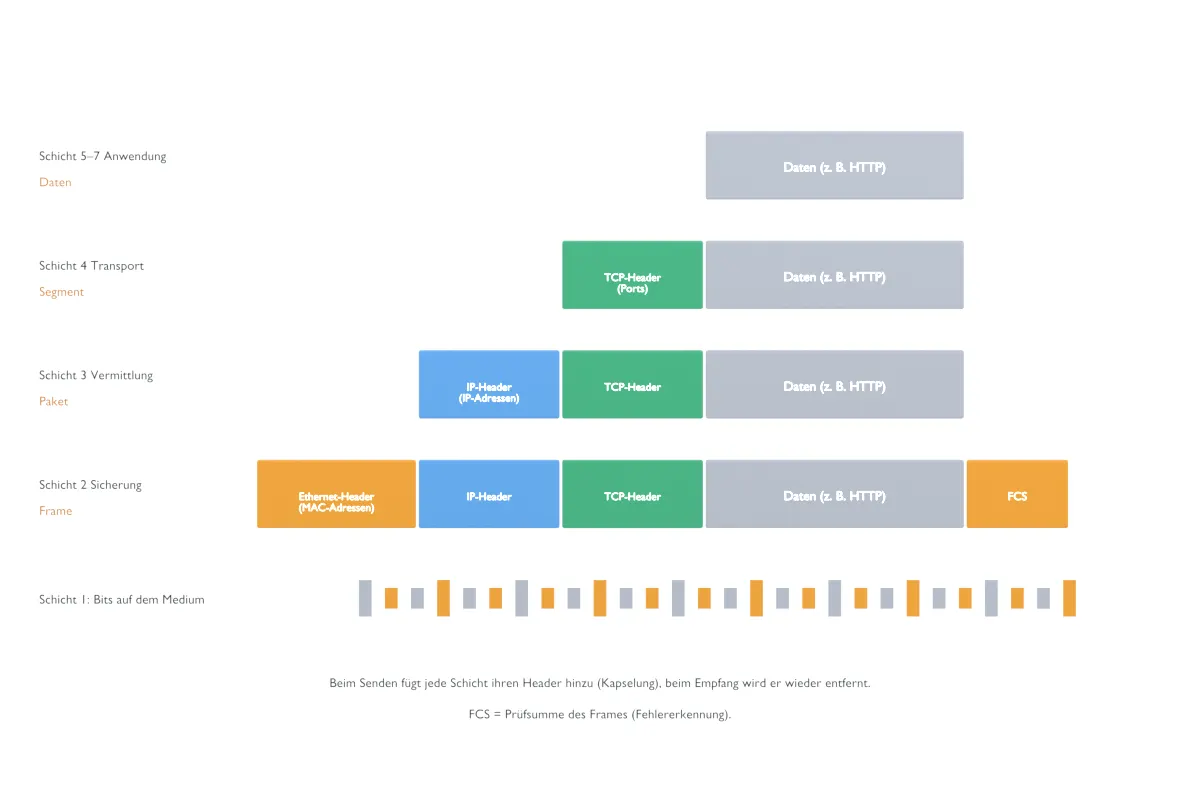 Schicht 5–7 Anwendung
Daten
Daten (z. B. HTTP)
Schicht 4 Transport
Segment
TCP-Header
(Ports)
Daten (z. B. HTTP)
Schicht 3 Vermittlung
Paket
IP-Header
(IP-Adressen)
TCP-Header
Daten (z. B. HTTP)
Schicht 2 Sicherung
Frame
Ethernet-Header
(MAC-Adressen)
IP-Header
TCP-Header
Daten (z. B. HTTP)
FCS
Schicht 1: Bits auf dem Medium
Beim Senden fügt jede Schicht ihren Header hinzu (Kapselung), beim Empfang wird er wieder entfernt.
FCS = Prüfsumme des Frames (Fehlererkennung).